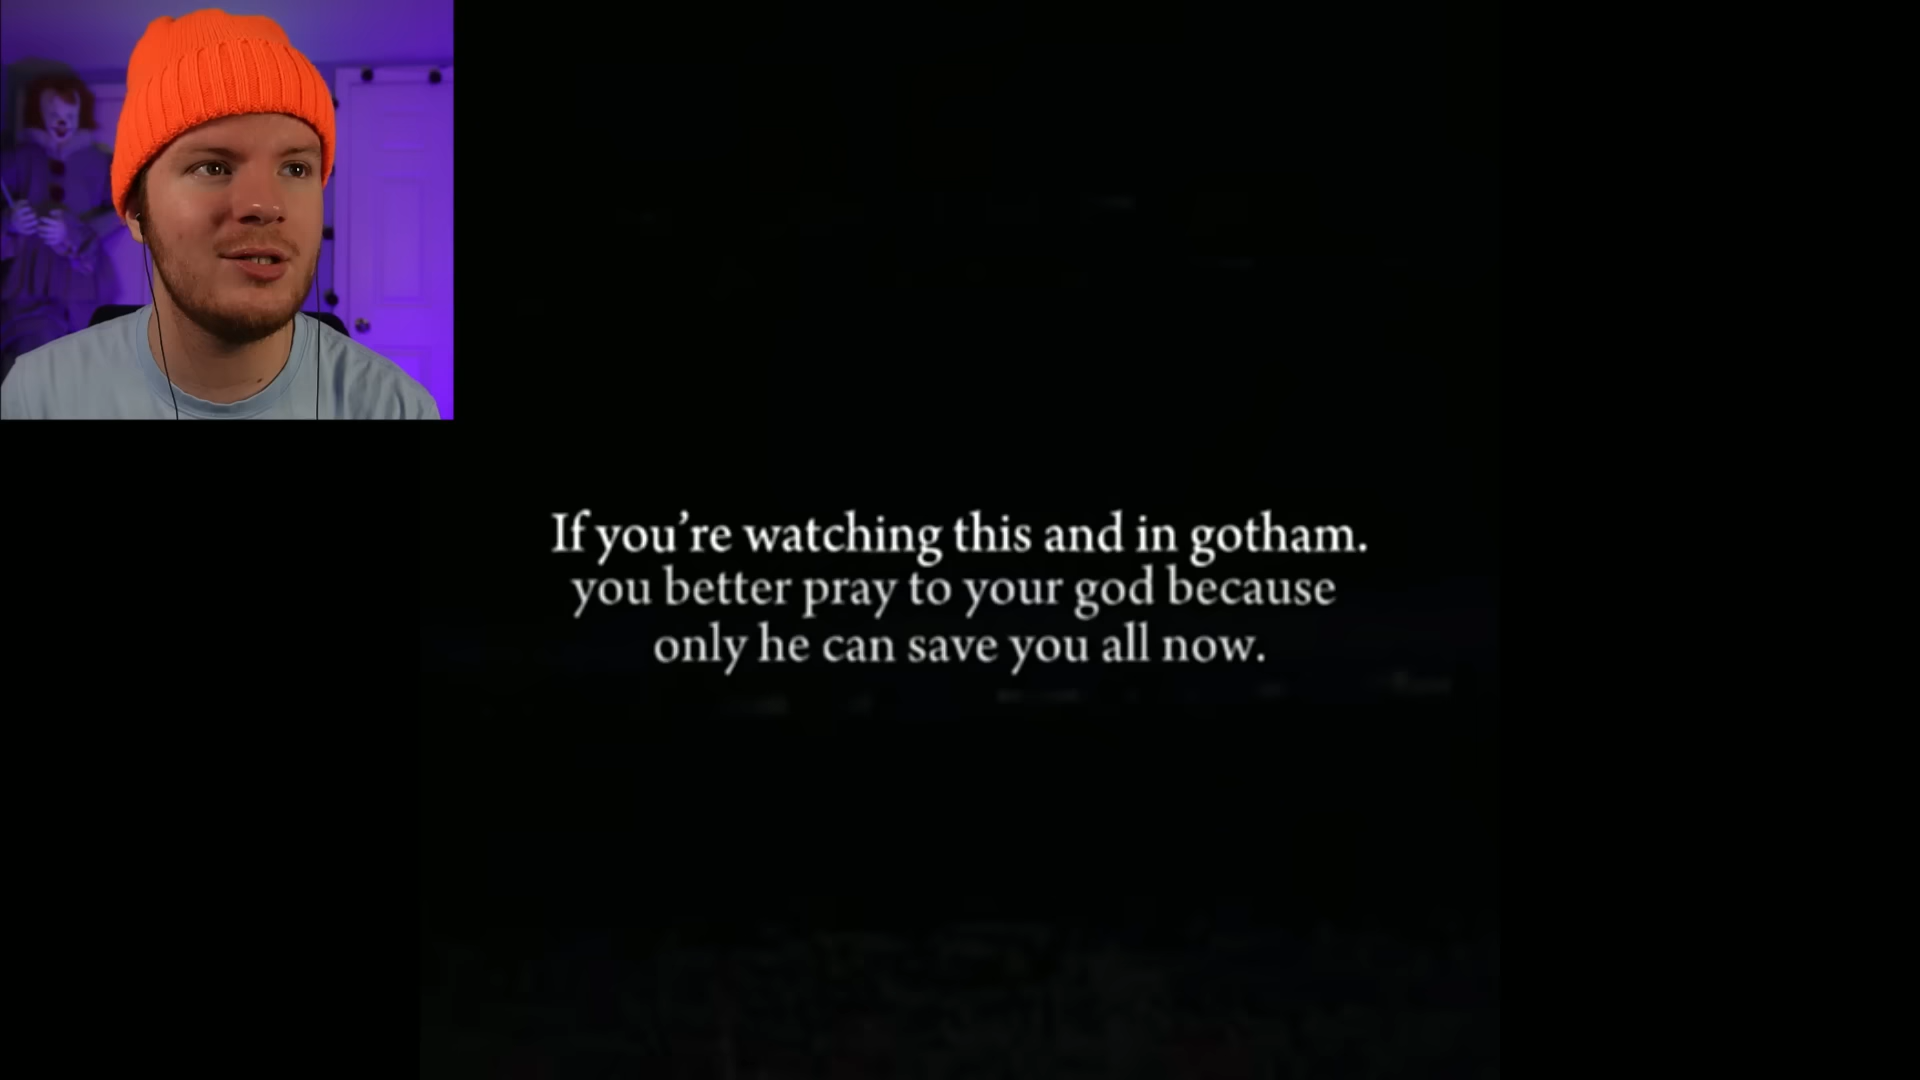 If you’re watching this and in gotham.
you better pray to your god because
only he can save you all now.